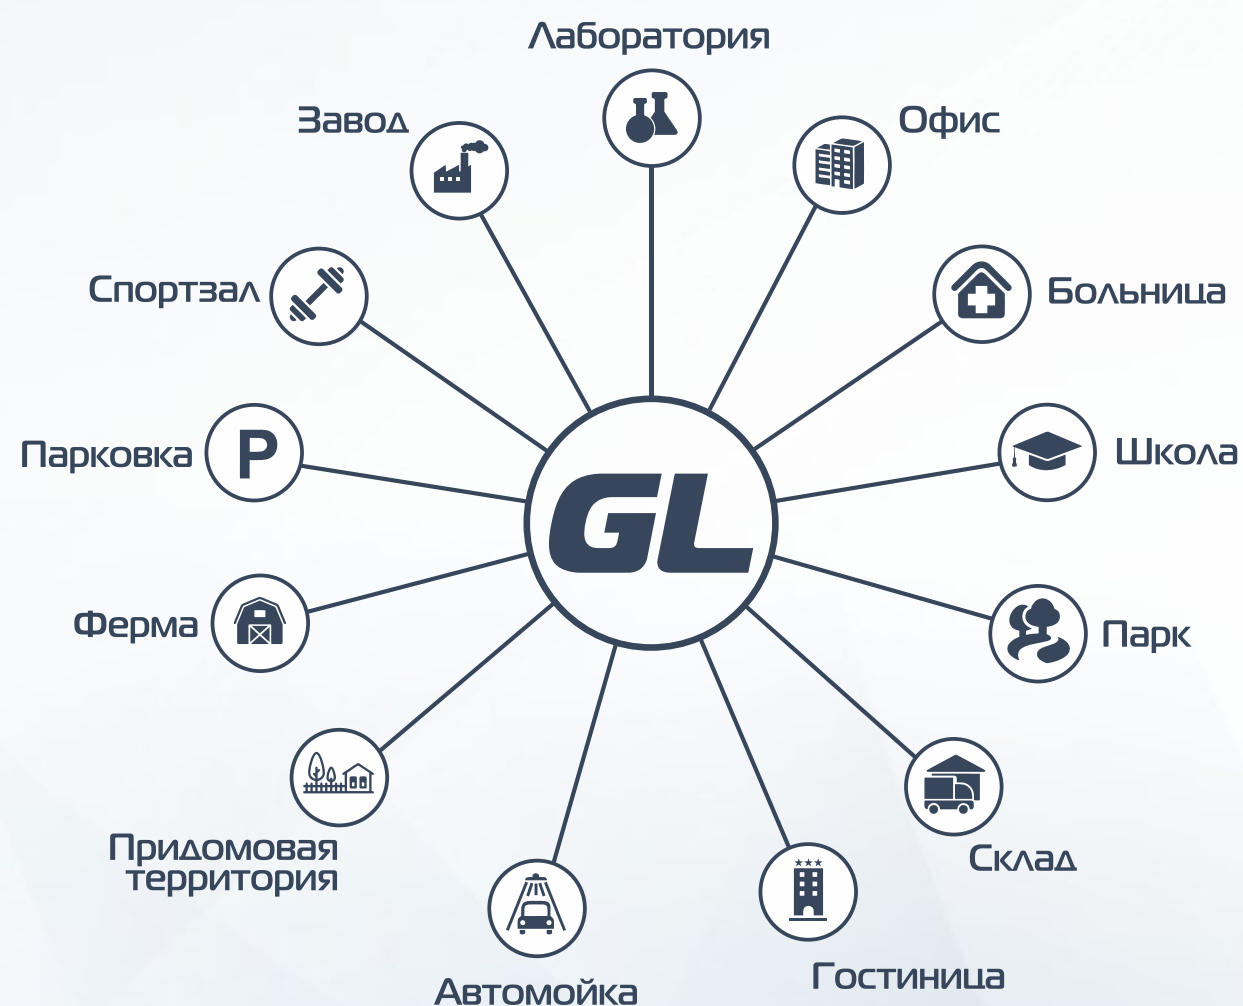 Лаборатория
Завод
Офис
Спортзал
Больница
Парковка
P
Школа
GL
Ферма
Парк
Придомовая
территория
Склад
Автомойка
Гостиница